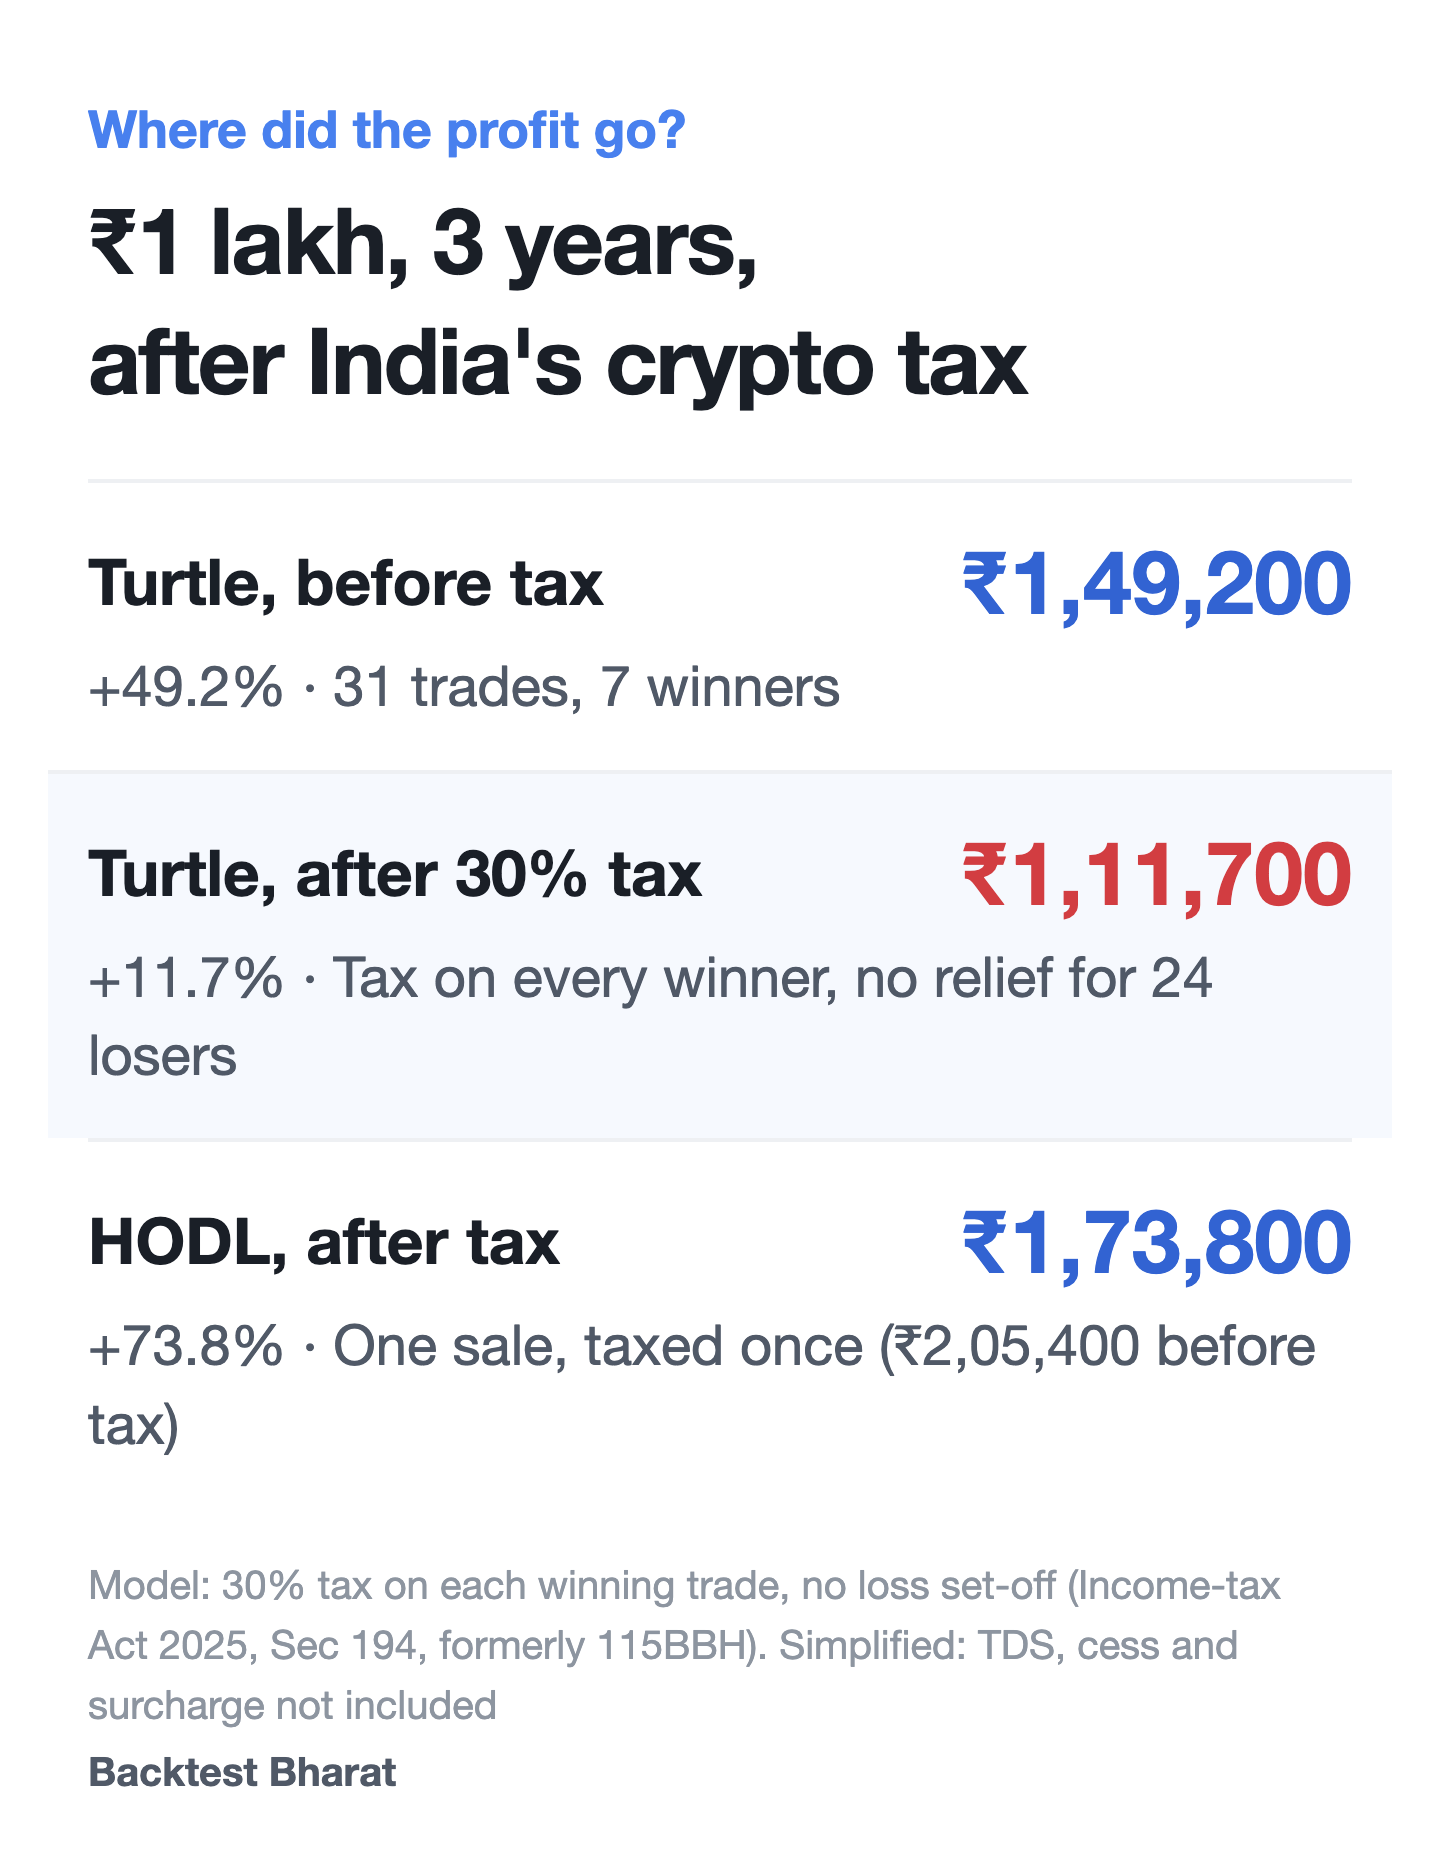 Where did the profit go?
₹1 lakh, 3 years,
after India's crypto tax
Turtle, before tax
₹1,49,200
+49.2% · 31 trades, 7 winners
Turtle, after 30% tax
₹1,11,700
+11.7% · Tax on every winner, no relief for 24
losers
HODL, after tax
₹1,73,800
+73.8% · One sale, taxed once (₹2,05,400 before
tax)
Model: 30% tax on each winning trade, no loss set-off (Income-tax
Act 2025, Sec 194, formerly 115BBH). Simplified: TDS, cess and
surcharge not included
Backtest Bharat